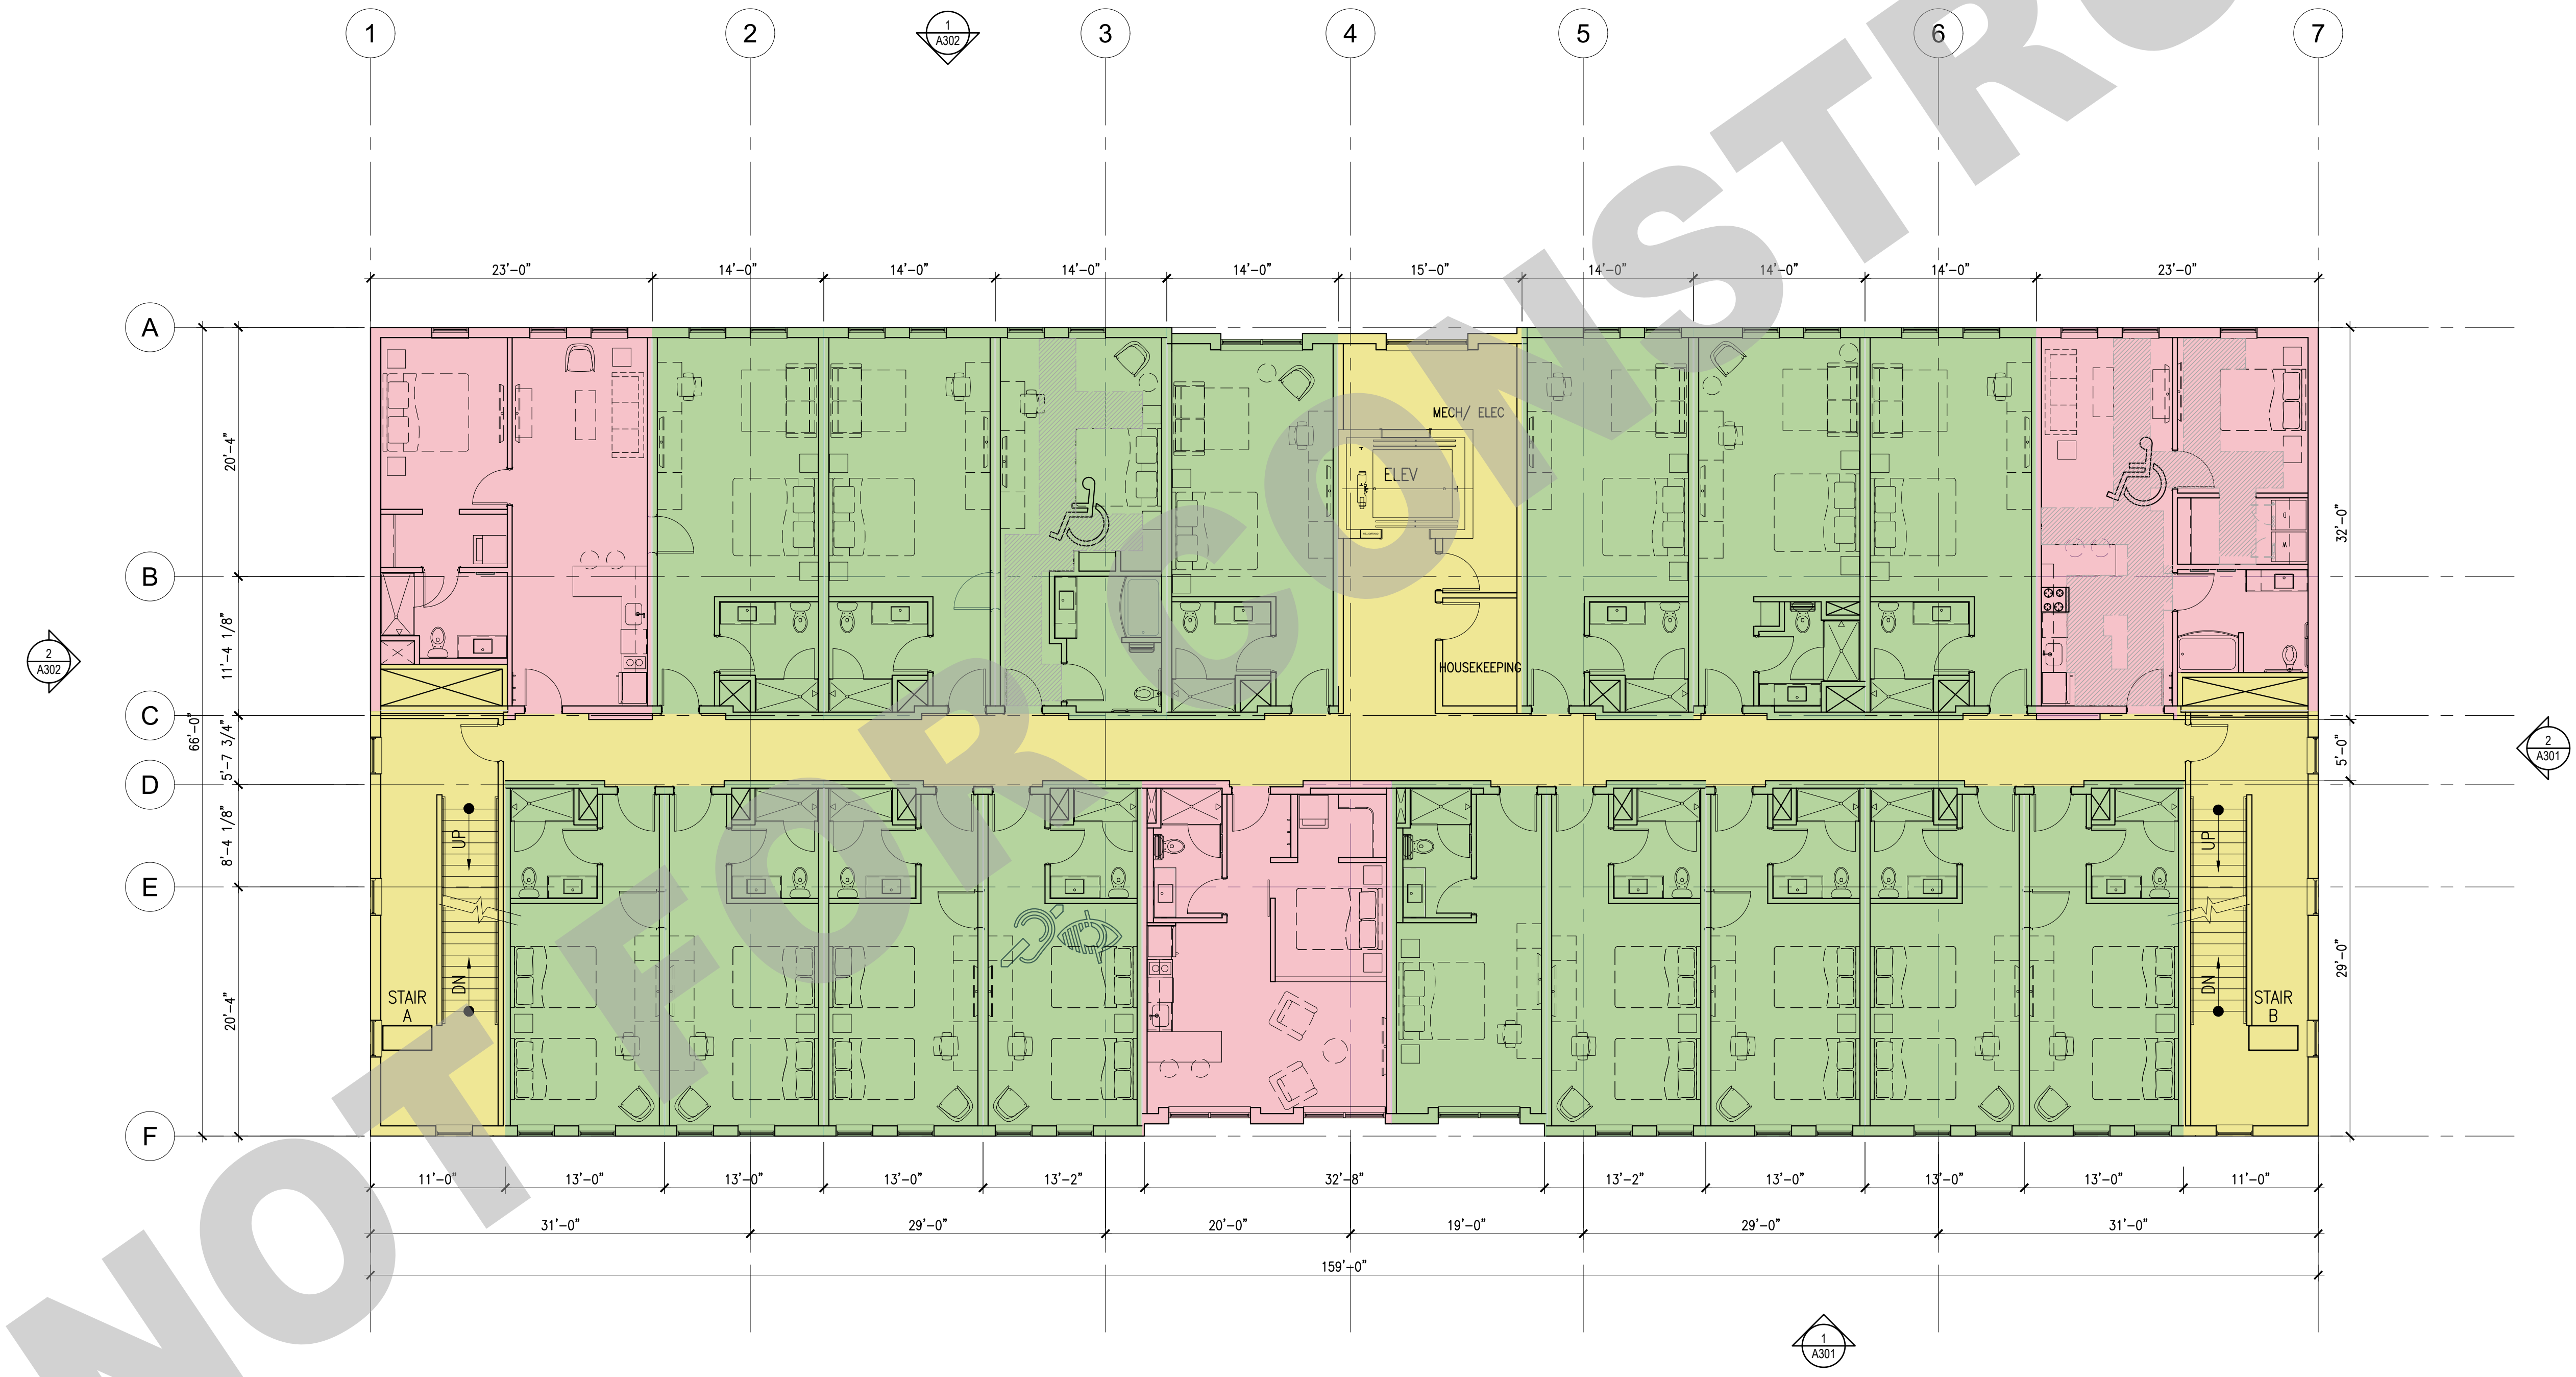 1 2 3 4 5 6 7
1
A302
23'-0" 14'-0" 14'-0" 14'-0" 14'-0" 15'-0" 14'-0" 14'-0" 14'-0" 23'-0"
A
B
C
D
E
F
20'-4"
11'-4 1/8"
66'-0"
5'-7 3/4"
8'-4 1/8"
20'-4"
2
A302
MECH/ ELEC
ELEV
HOUSEKEEPING
32'-0"
5'-0"
29'-0"
2
A301
UP
DN
STAIR
A
UP
DN
STAIR
B
11'-0" 13'-0" 13'-0" 13'-0" 13'-2" 32'-8" 13'-2" 13'-0" 13'-0" 13'-0" 11'-0"
31'-0" 29'-0" 20'-0" 19'-0" 29'-0" 31'-0"
159'-0"
1
A301
NOT FOR CONSTRUC